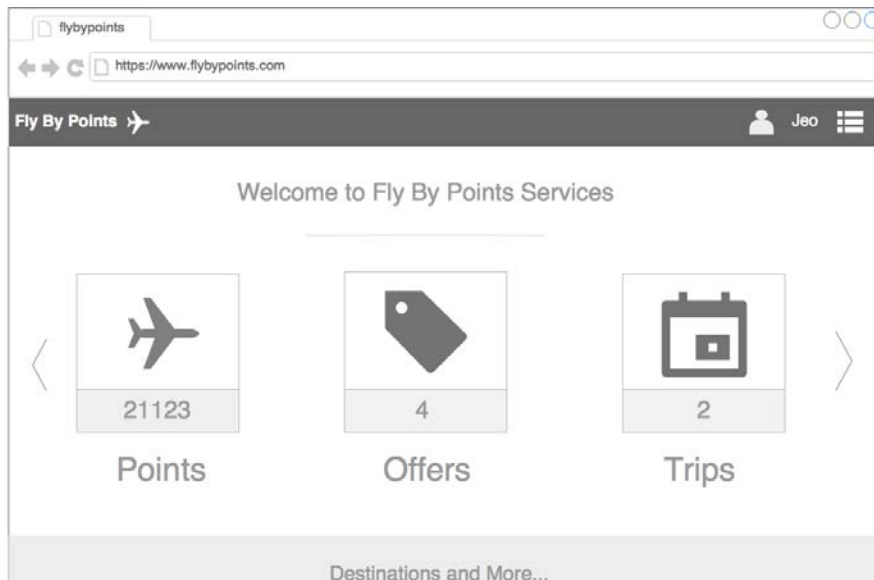 flybypoints
https://www.flybypoints.com
Fly By Points Jeo
Welcome to Fly By Points Services
21123 4 2
Points Offers Trips
Destinations and More...